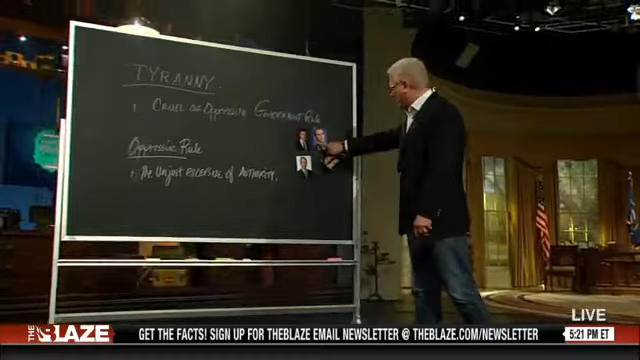 TYRANNY.
1 CRUEL OR Oppressive GOVERNMENT Rule
Oppressive Rule
1. The Unjust EXERCISE of AUTHORITY.
LIVE
THE BLAZE
GET THE FACTS! SIGN UP FOR THEBLAZE EMAIL NEWSLETTER @ THEBLAZE.COM/NEWSLETTER
5:21 PM ET